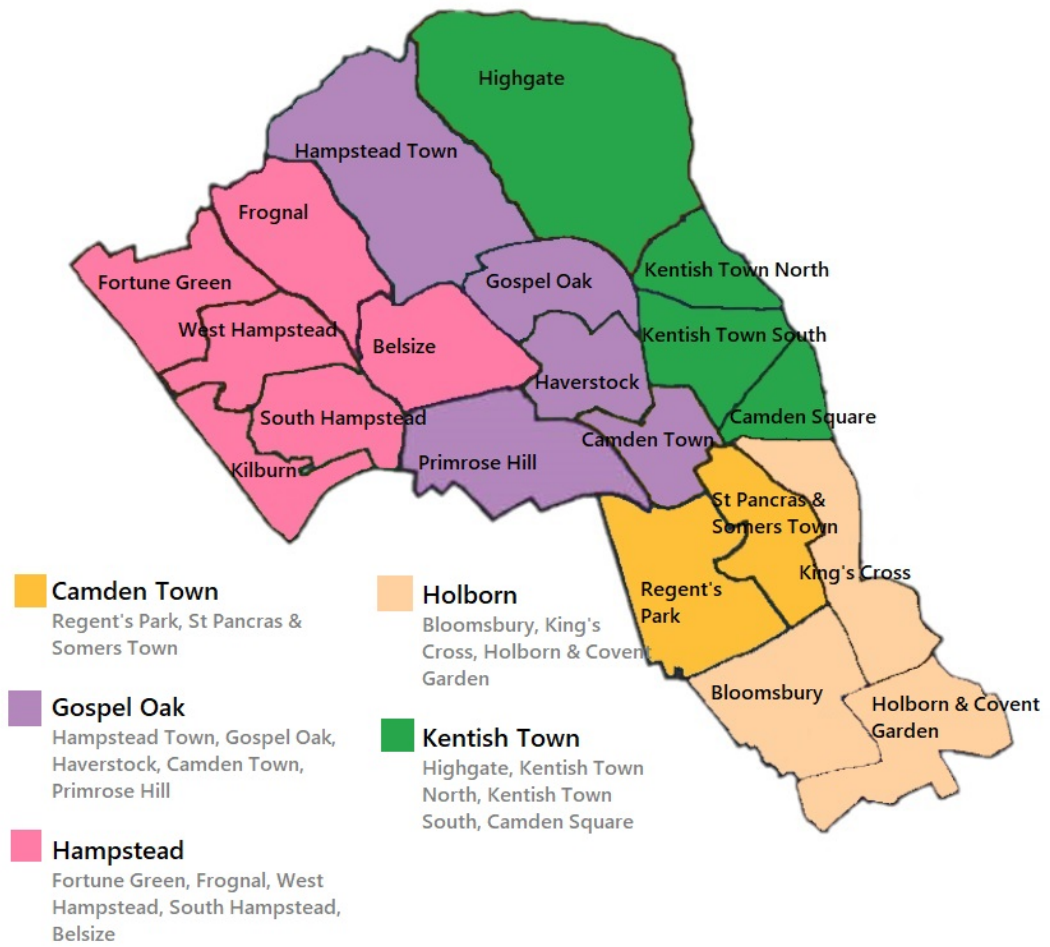 Highgate
Hampstead Town
Frognal
Kentish Town North
Gospel Oak
Fortune Green
West Hampstead
Kentish Town South
Belsize
Haverstock
South Hampstead
Camden Square
Camden Town
Primrose Hill
Kilburn
St Pancras &
Somers Town
King's Cross
Regent's
Park
Bloomsbury
Holborn & Covent
Garden
Camden Town
Regent's Park, St Pancras &
Somers Town
Gospel Oak
Hampstead Town, Gospel Oak,
Haverstock, Camden Town,
Primrose Hill
Hampstead
Fortune Green, Frognal, West
Hampstead, South Hampstead,
Belsize
Holborn
Bloomsbury, King's
Cross, Holborn & Covent
Garden
Kentish Town
Highgate, Kentish Town
North, Kentish Town
South, Camden Square